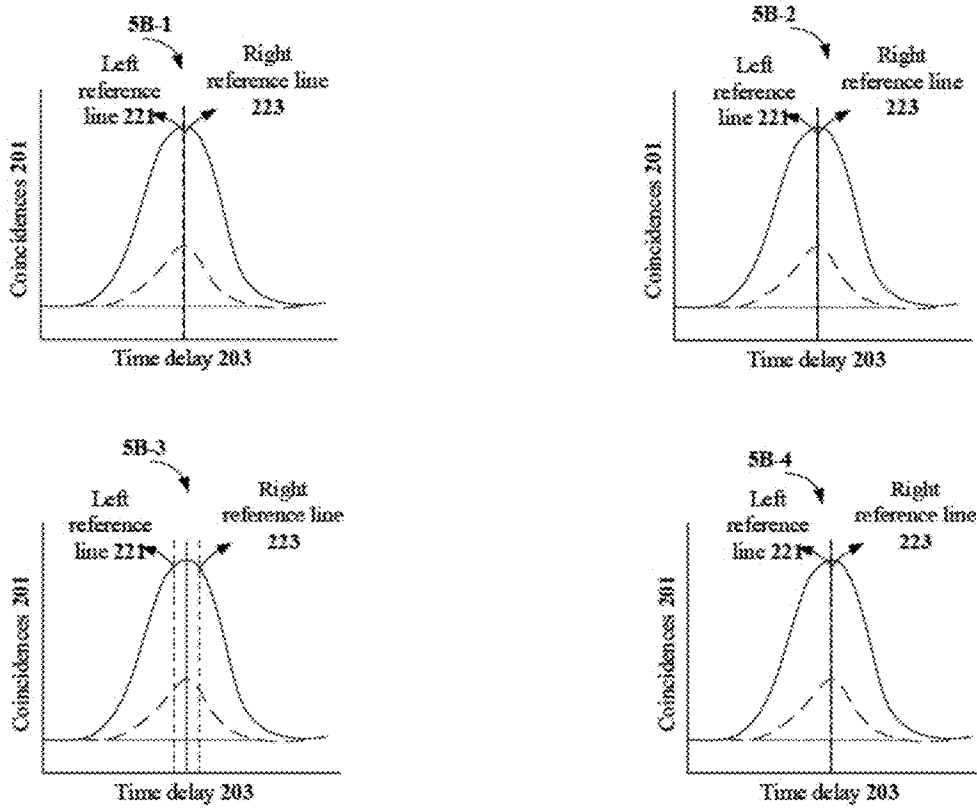 5B-1
Left
reference
line 221
Right
reference line
223
Coincidences 201
Time delay 203
5B-2
Left
reference
line 221
Right
reference line
223
Coincidences 201
Time delay 203
5B-3
Left
reference
line 221
Right
reference line
223
Coincidences 201
Time delay 203
5B-4
Left
reference
line 221
Right
reference line
223
Coincidences 201
Time delay 203